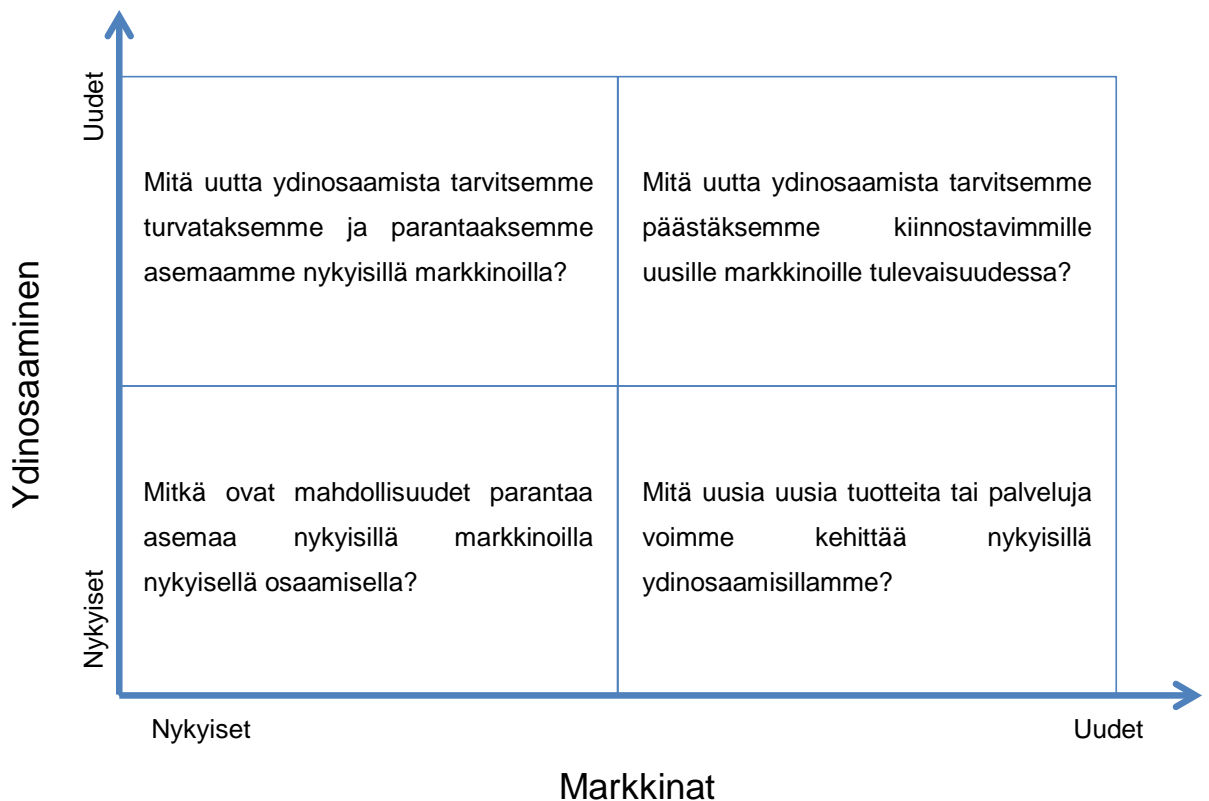 Uudet
Mitä uutta ydinosaamista tarvitsemme
turvataksemme ja parantaaksemme
asemaamme nykyisillä markkinoilla?
Mitä uutta ydinosaamista tarvitsemme
päästäksemme kiinnostavimmille
uusille markkinoille tulevaisuudessa?
Ydinosaaminen
Mitkä ovat mahdollisuudet parantaa
asemaa nykyisillä markkinoilla
nykyisellä osaamisella?
Mitä uusia uusia tuotteita tai palveluja
voimme kehittää nykyisillä
ydinosaamisillamme?
Nykyiset
Nykyiset
Uudet
Markkinat